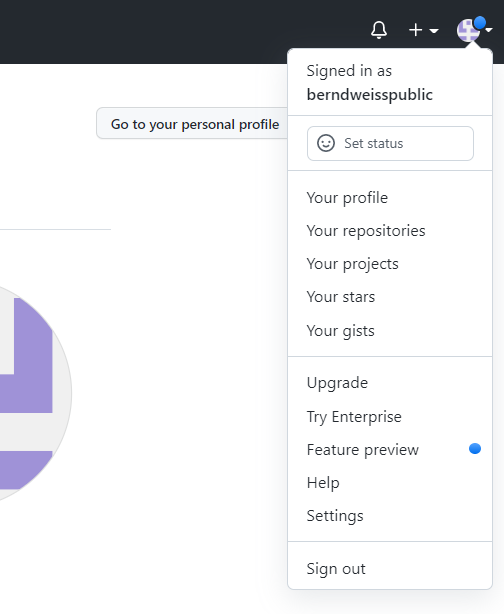 Signed in as
berndweisspublic
Go to your personal profile
Set status
Your profile
Your repositories
Your projects
Your stars
Your gists
Upgrade
Try Enterprise
Feature preview
Help
Settings
Sign out